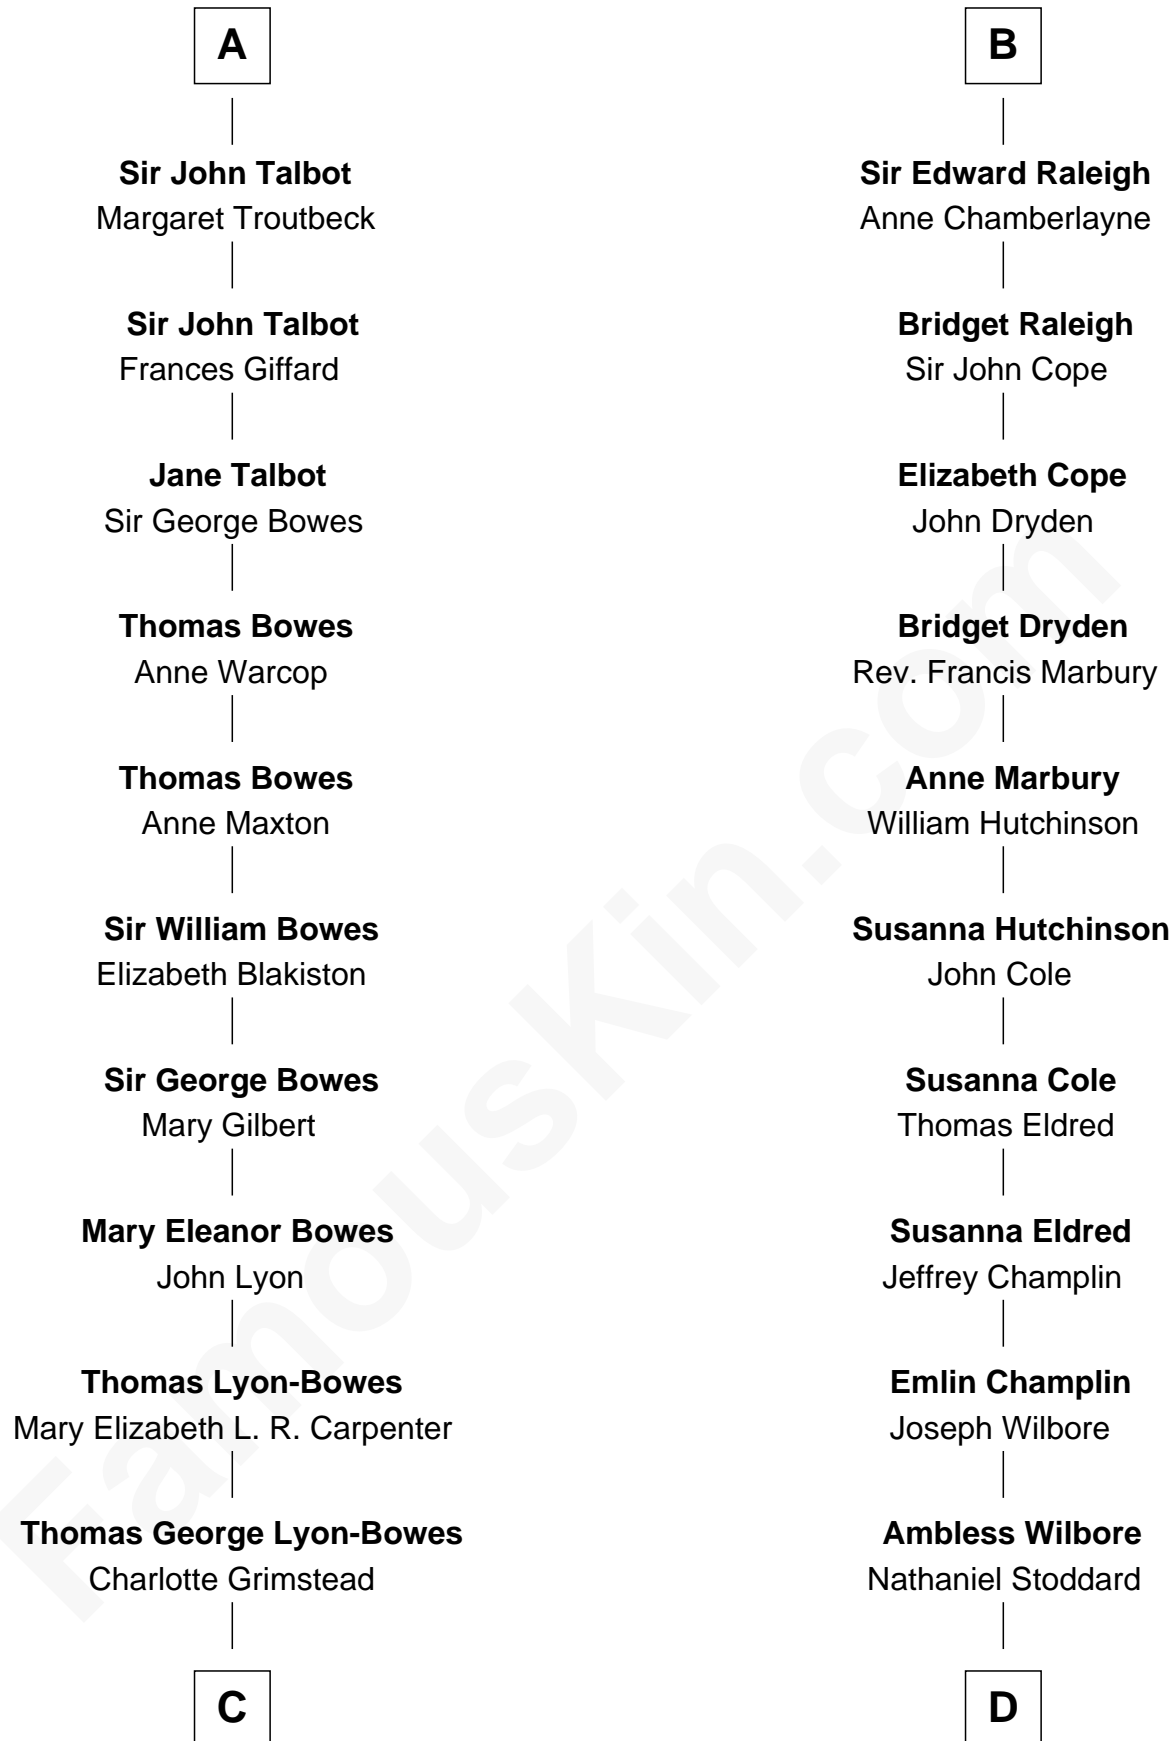 A
Sir John Talbot
Margaret Troutbeck
Sir John Talbot
Frances Giffard
Jane Talbot
Sir George Bowes
Thomas Bowes
Anne Warcop
Thomas Bowes
Anne Maxton
Sir William Bowes
Elizabeth Blakiston
Sir George Bowes
Mary Gilbert
Mary Eleanor Bowes
John Lyon
Thomas Lyon-Bowes
Mary Elizabeth L. R. Carpenter
Thomas George Lyon-Bowes
Charlotte Grimstead
C
B
Sir Edward Raleigh
Anne Chamberlayne
Bridget Raleigh
Sir John Cope
Elizabeth Cope
John Dryden
Bridget Dryden
Rev. Francis Marbury
Anne Marbury
William Hutchinson
Susanna Hutchinson
John Cole
Susanna Cole
Thomas Eldred
Susanna Eldred
Jeffrey Champlin
Emlin Champlin
Joseph Wilbore
Ambless Wilbore
Nathaniel Stoddard
D
FamousKin.com